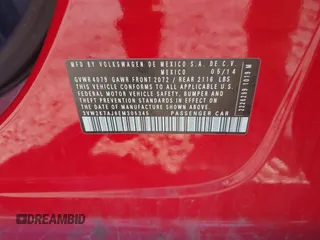 MFD BY VOLKSWAGEN DE MEXICO S.A. DE C.V.
MEXICO 05/14
GVWR 4079 GAWR FRONT 2072 / REAR 2116 LBS
THIS VEHICLE CONFORMS TO ALL APPLICABLE U.S.
FEDERAL MOTOR VEHICLE SAFETY, BUMPER, AND
THEFT PREVENTION STANDARDS IN EFFECT ON
THE DATE OF MANUFACTURE SHOWN ABOVE
PASSENGER CAR
DREAMBID